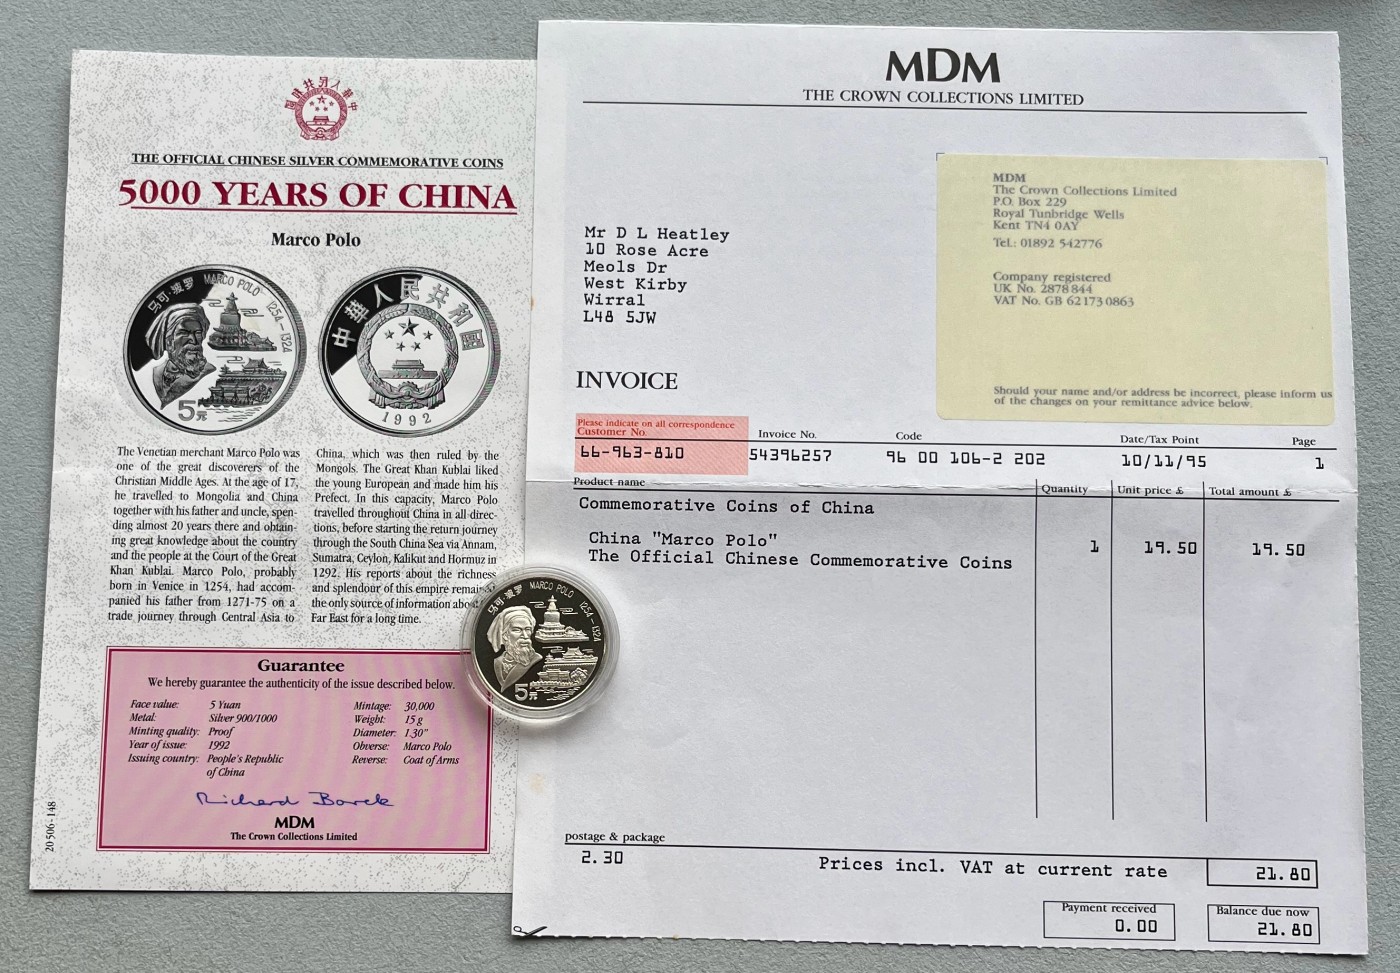 中华人民共和国
THE OFFICIAL CHINESE SILVER COMMEMORATIVE COINS
5000 YEARS OF CHINA
Marco Polo
马可·波罗 MARCO POLO 1254-1324
5元
中華人民共和國
1992
The Venetian merchant Marco Polo was
one of the great discoverers of the
Christian Middle Ages. At the age of 17,
he travelled to Mongolia and China
together with his father and uncle, spen-
ding almost 20 years there and obtain-
ing great knowledge about the country
and the people at the Court of the Great
Khan Kublai. Marco Polo, probably
born in Venice in 1254, had accom-
panied his father from 1271-75 on a
trade journey through Central Asia to
China, which was then ruled by the
Mongols. The Great Khan Kublai liked
the young European and made him his
Prefect. In this capacity, Marco Polo
travelled throughout China in all direc-
tions, before starting the return journey
through the South China Sea via Annam,
Sumatra, Ceylon, Kalikut and Hormuz in
1292. His reports about the richness
and splendour of this empire remai
the only source of information abo
Far East for a long time.
Guarantee
We hereby guarantee the authenticity of the issue described below.
Face value: 5 Yuan
Metal: Silver 900/1000
Minting quality: Proof
Year of issue: 1992
Issuing country: People's Republic
of China
Mintage: 30,000
Weight: 15 g
Diameter: 1.30"
Obverse: Marco Polo
Reverse: Coat of Arms
Richard Borek
MDM
The Crown Collections Limited
20 506-148
马可·波罗 MARCO POLO 1254-1324
5元
MDM
THE CROWN COLLECTIONS LIMITED
MDM
The Crown Collections Limited
P.O. Box 229
Royal Tunbridge Wells
Kent TN4 0AY
Tel.: 01892 542776
Company registered
UK No. 2878 844
VAT No. GB 62173 0863
Should your name and/or address be incorrect, please inform us
of the changes on your remittance advice below.
Mr D L Heatley
10 Rose Acre
Meols Dr
West Kirby
Wirral
L48 5JW
INVOICE
Please indicate on all correspondence
Customer No. Invoice No. Code Date/Tax Point Page
66-963-810 54396257 96 00 106-2 202 10/11/95 1
Product name Quantity Unit price £ Total amount £
Commemorative Coins of China
China "Marco Polo" 1 19.50 19.50
The Official Chinese Commemorative Coins
postage & package
2.30 Prices incl. VAT at current rate 21.80
Payment received Balance due now
0.00 21.80